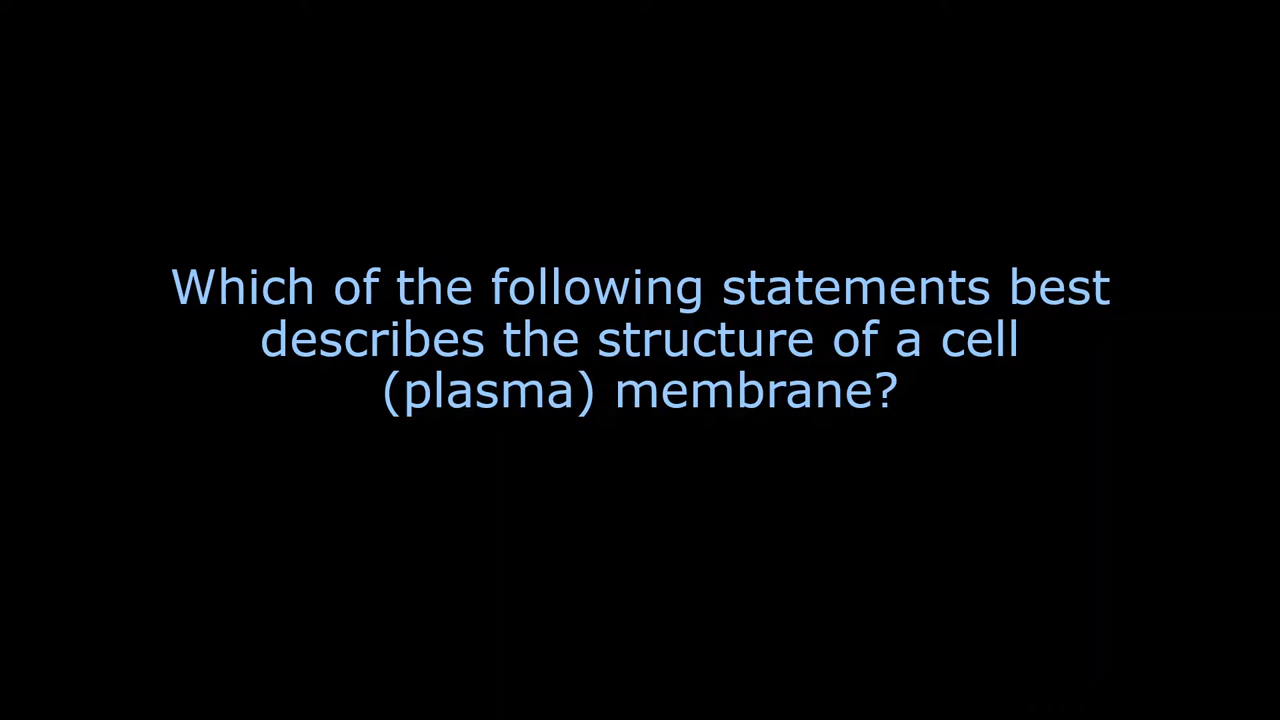 Which of the following statements best
describes the structure of a cell
(plasma) membrane?